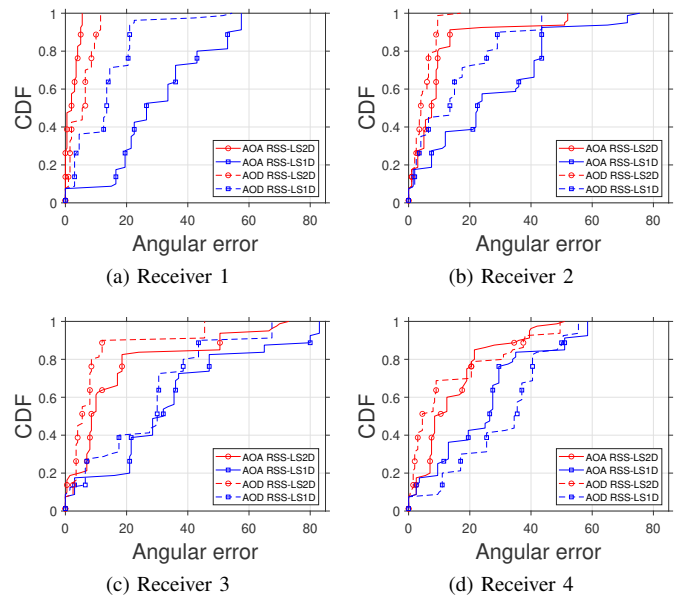 1
0.8
0.6
0.4
0.2
0
CDF
0 20 40 60 80
Angular error
AOA RSS-LS2D
AOA RSS-LS1D
AOD RSS-LS2D
AOD RSS-LS1D
(a) Receiver 1
1
0.8
0.6
0.4
0.2
0
CDF
0 20 40 60 80
Angular error
AOA RSS-LS2D
AOA RSS-LS1D
AOD RSS-LS2D
AOD RSS-LS1D
(b) Receiver 2
1
0.8
0.6
0.4
0.2
0
CDF
0 20 40 60 80
Angular error
AOA RSS-LS2D
AOA RSS-LS1D
AOD RSS-LS2D
AOD RSS-LS1D
(c) Receiver 3
1
0.8
0.6
0.4
0.2
0
CDF
0 20 40 60 80
Angular error
AOA RSS-LS2D
AOA RSS-LS1D
AOD RSS-LS2D
AOD RSS-LS1D
(d) Receiver 4